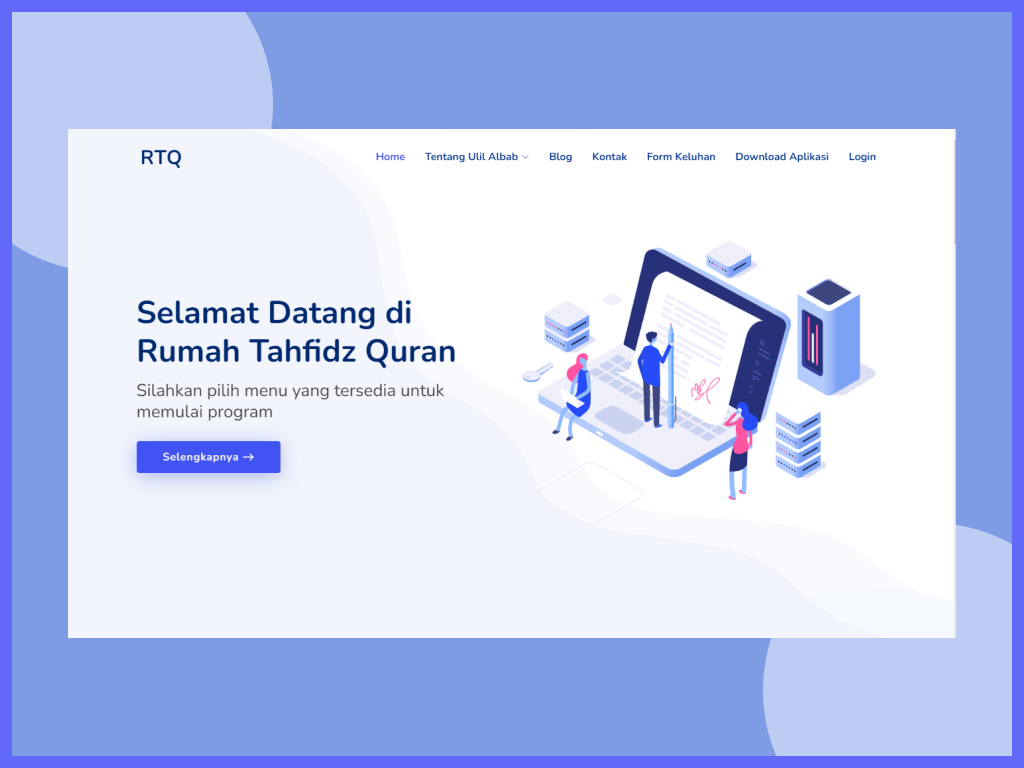 RTQ
Home Tentang Ulil Albab Blog Kontak Form Keluhan Download Aplikasi Login
Selamat Datang di
Rumah Tahfidz Quran
Silahkan pilih menu yang tersedia untuk
memulai program
Selengkapnya →